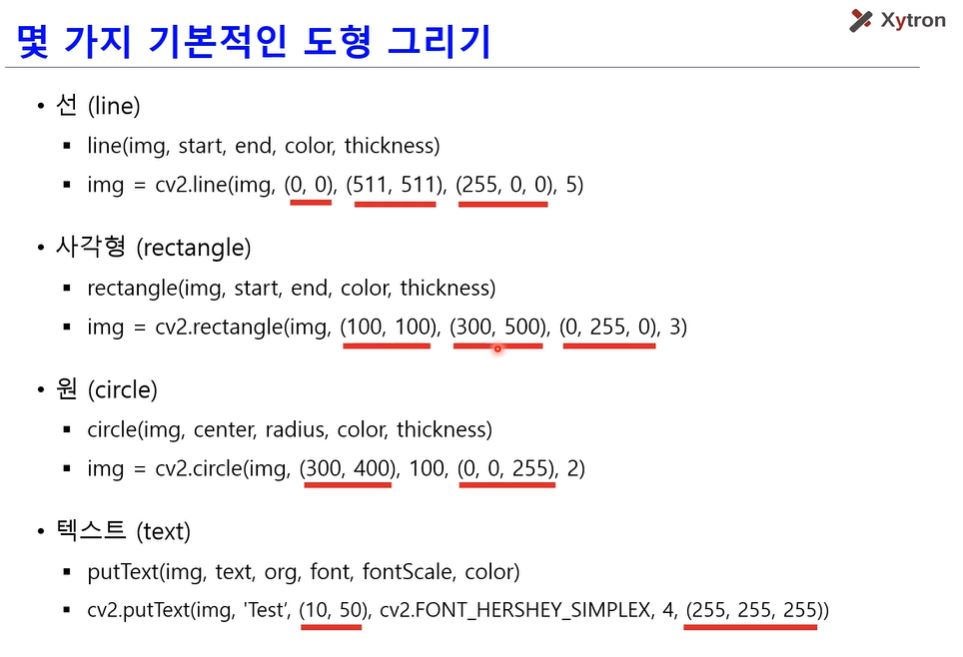 몇 가지 기본적인 도형 그리기
Xytron
• 선 (line)
▪ line(img, start, end, color, thickness)
▪ img = cv2.line(img, (0, 0), (511, 511), (255, 0, 0), 5)
• 사각형 (rectangle)
▪ rectangle(img, start, end, color, thickness)
▪ img = cv2.rectangle(img, (100, 100), (300, 500), (0, 255, 0), 3)
• 원 (circle)
▪ circle(img, center, radius, color, thickness)
▪ img = cv2.circle(img, (300, 400), 100, (0, 0, 255), 2)
• 텍스트 (text)
▪ putText(img, text, org, font, fontScale, color)
▪ cv2.putText(img, 'Test’, (10, 50), cv2.FONT_HERSHEY_SIMPLEX, 4, (255, 255, 255))